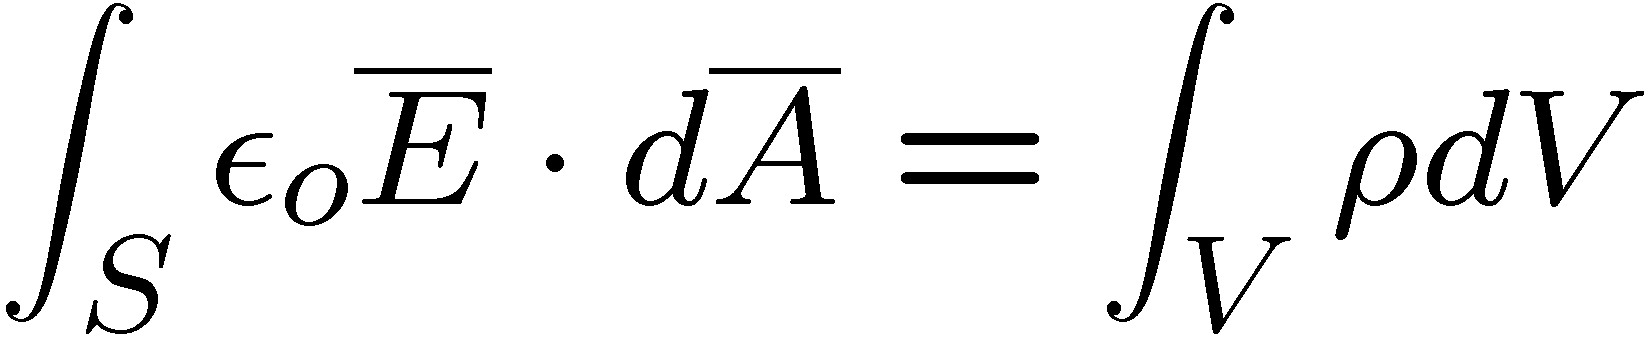 ∫_S ϵ_o E̅ · dA̅ = ∫_V ρdV